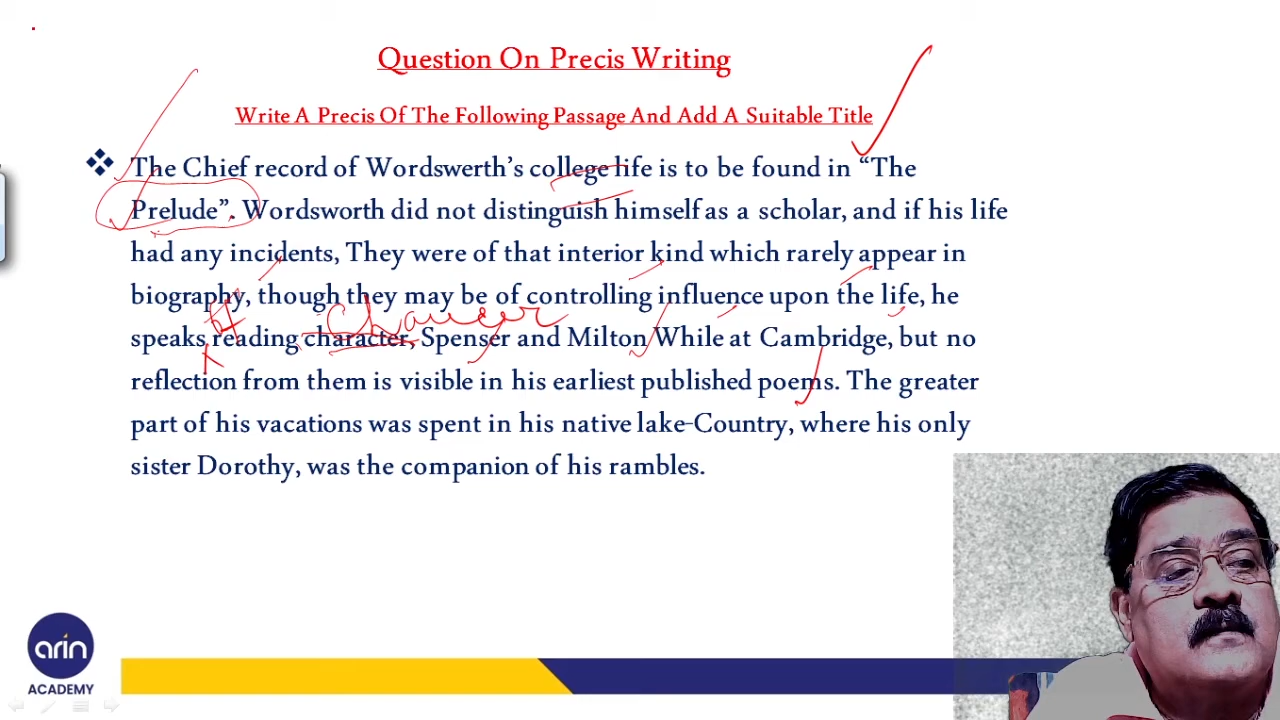 Question On Precis Writing
Write A Precis Of The Following Passage And Add A Suitable Title
❖ The Chief record of Wordswerth's college life is to be found in “The
Prelude”. Wordsworth did not distinguish himself as a scholar, and if his life
had any incidents, They were of that interior kind which rarely appear in
biography, though they may be of controlling influence upon the life, he
of Chaucer
speaks reading character, Spenser and Milton While at Cambridge, but no
reflection from them is visible in his earliest published poems. The greater
part of his vacations was spent in his native lake-Country, where his only
sister Dorothy, was the companion of his rambles.
arin
ACADEMY